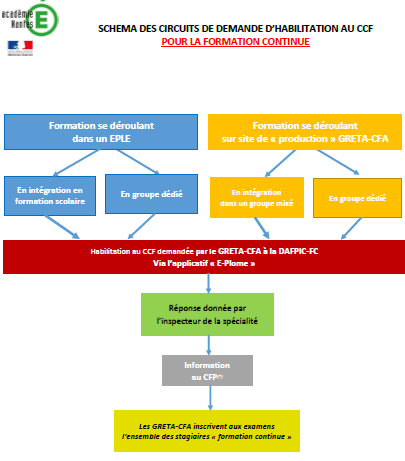 académie
Nantes
É
SCHEMA DES CIRCUITS DE DEMANDE D'HABILITATION AU CCF
POUR LA FORMATION CONTINUE
Formation se déroulant
dans un EPLE
Formation se déroulant
sur site de « production » GRETA-CFA
En intégration en
formation scolaire
En groupe dédié
En intégration
dans un groupe mixé
En groupe dédié
Habilitation au CCF demandée par le GRETA-CFA à la DAFPIC-FC
Via l'applicatif « E-Plome »
Réponse donnée par
l'inspecteur de la spécialité
Information
au CFP(*)
Les GRETA-CFA inscrivent aux examens
l'ensemble des stagiaires « formation continue »